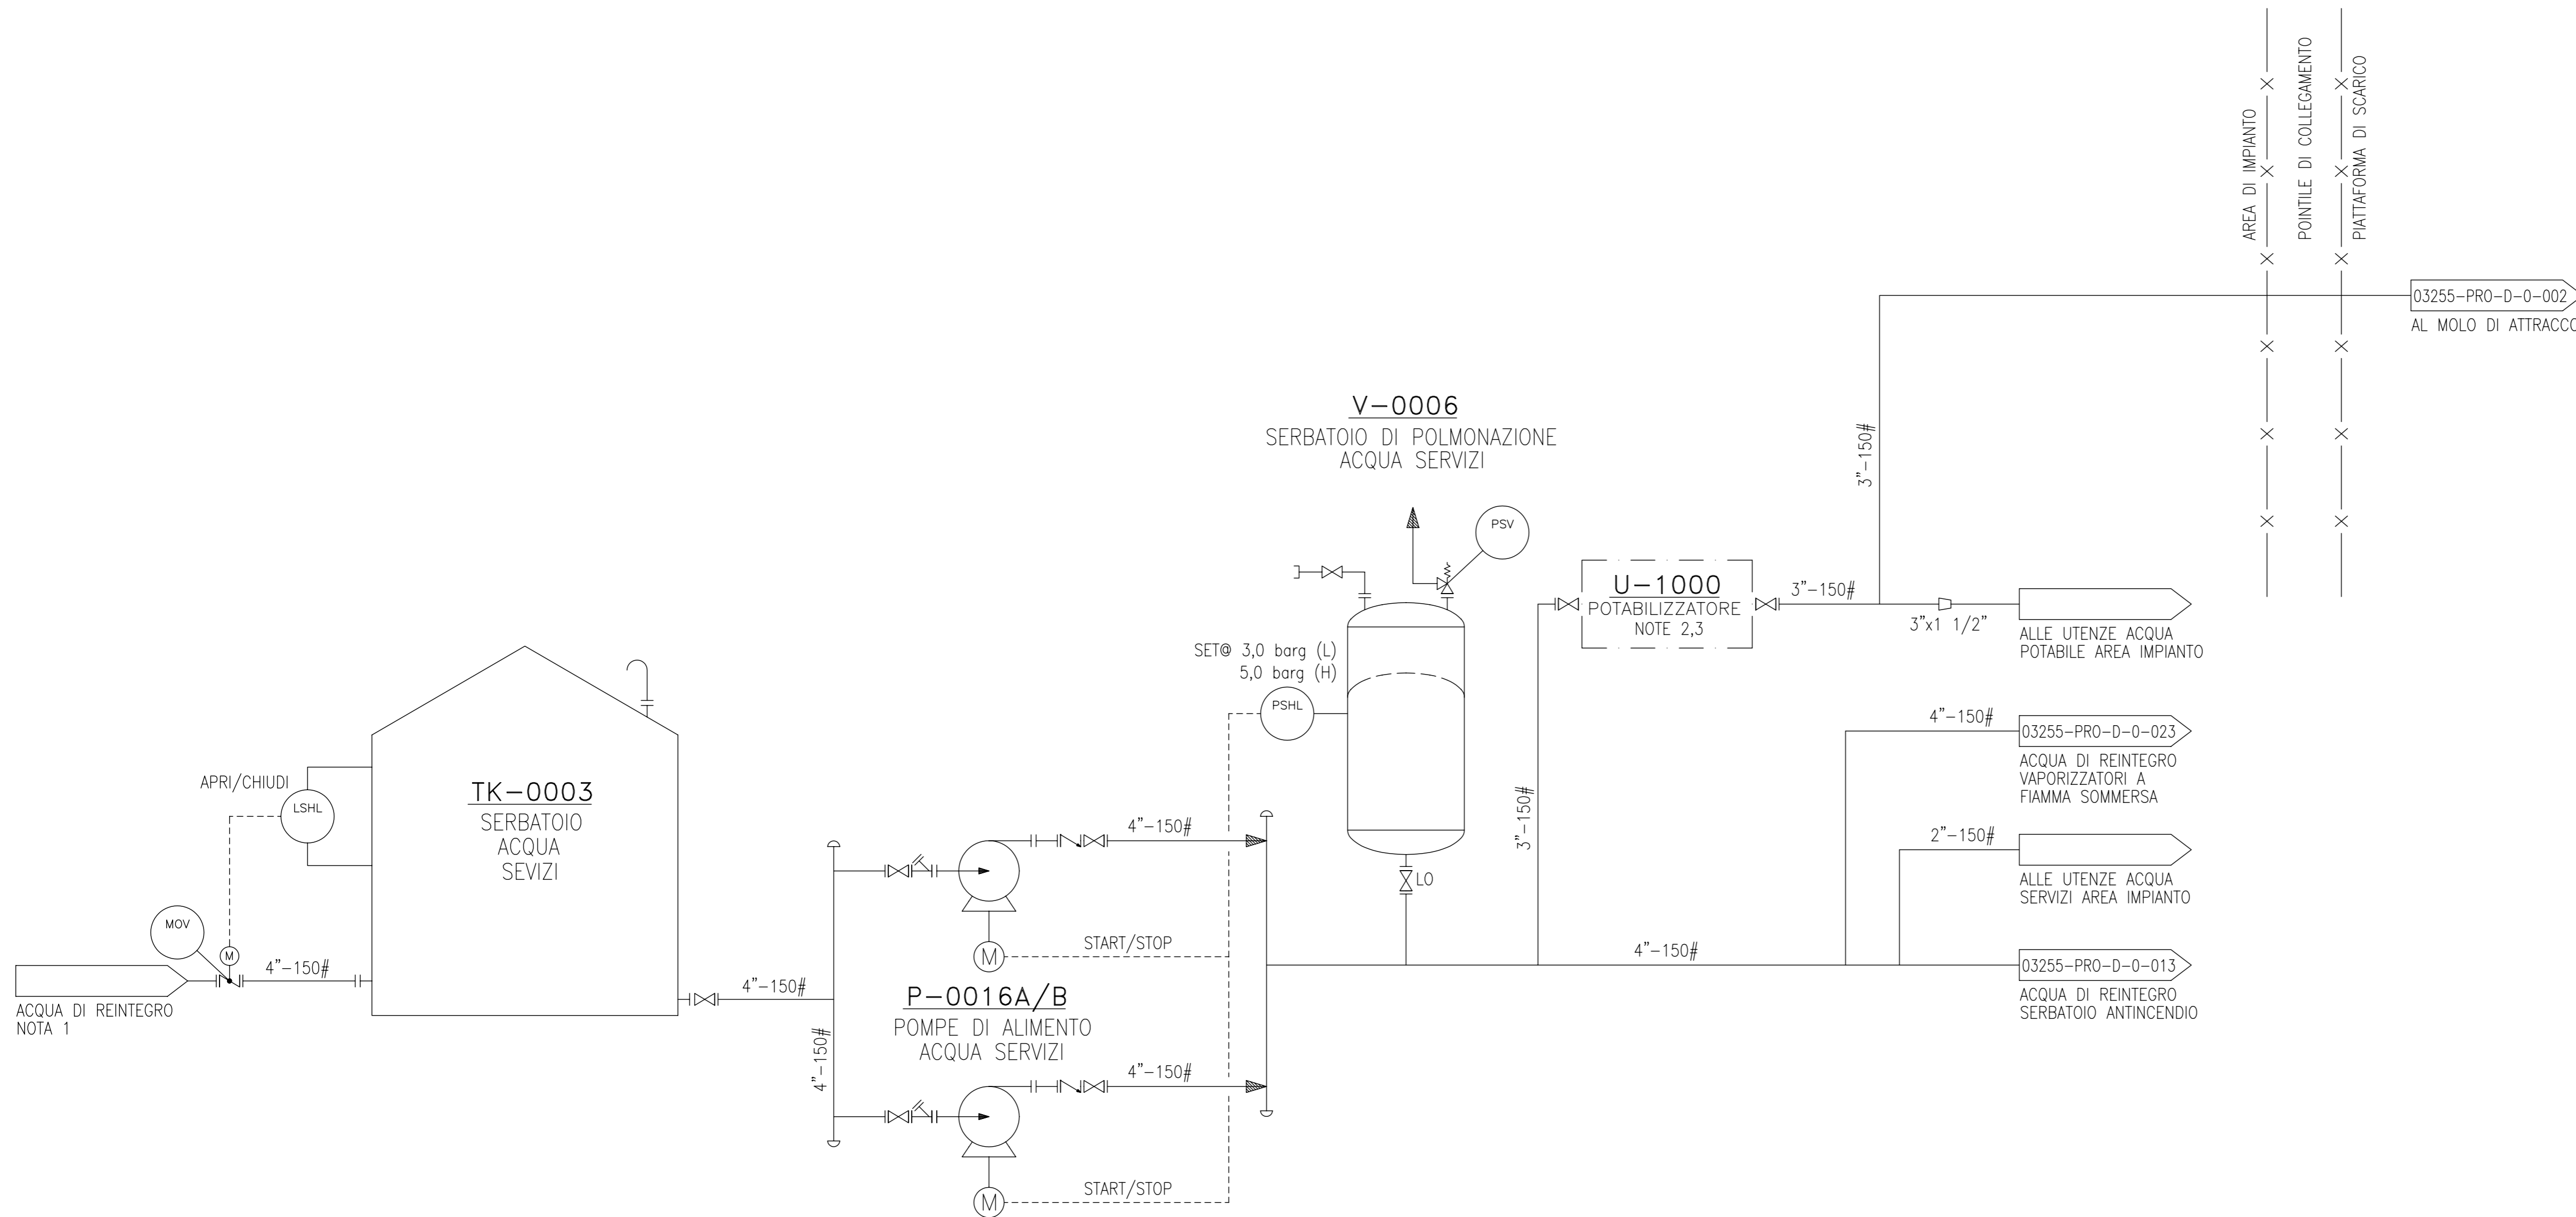 AREA DI IMPIANTO
POINTILE DI COLLEGAMENTO
PIATTAFORMA DI SCARICO
03255-PRO-D-0-002
AL MOLO DI ATTRACCO
3"-150#
V-0006
SERBATOIO DI POLMONAZIONE
ACQUA SERVIZI
PSV
U-1000
POTABILIZZATORE
NOTE 2,3
3"-150#
3"x1 1/2"
ALLE UTENZE ACQUA
POTABILE AREA IMPIANTO
SET@ 3,0 barg (L)
5,0 barg (H)
PSHL
4"-150#
03255-PRO-D-0-023
ACQUA DI REINTEGRO
VAPORIZZATORI A
FIAMMA SOMMERSA
3"-150#
APRI/CHIUDI
LSHL
TK-0003
SERBATOIO
ACQUA
SEVIZI
4"-150#
2"-150#
ALLE UTENZE ACQUA
SERVIZI AREA IMPIANTO
LO
MOV
M
4"-150#
ACQUA DI REINTEGRO
NOTA 1
START/STOP
M
4"-150#
03255-PRO-D-0-013
ACQUA DI REINTEGRO
SERBATOIO ANTINCENDIO
4"-150#
4"-150#
P-0016A/B
POMPE DI ALIMENTO
ACQUA SERVIZI
4"-150#
START/STOP
M